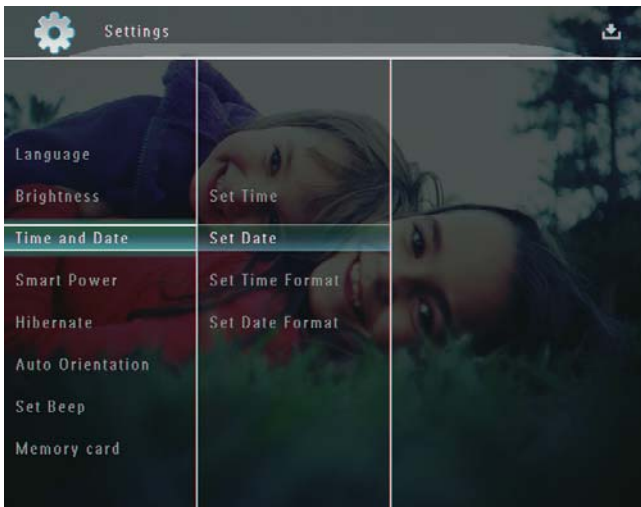 Settings
Language
Brightness
Time and Date
Smart Power
Hibernate
Auto Orientation
Set Beep
Memory card
Set Time
Set Date
Set Time Format
Set Date Format